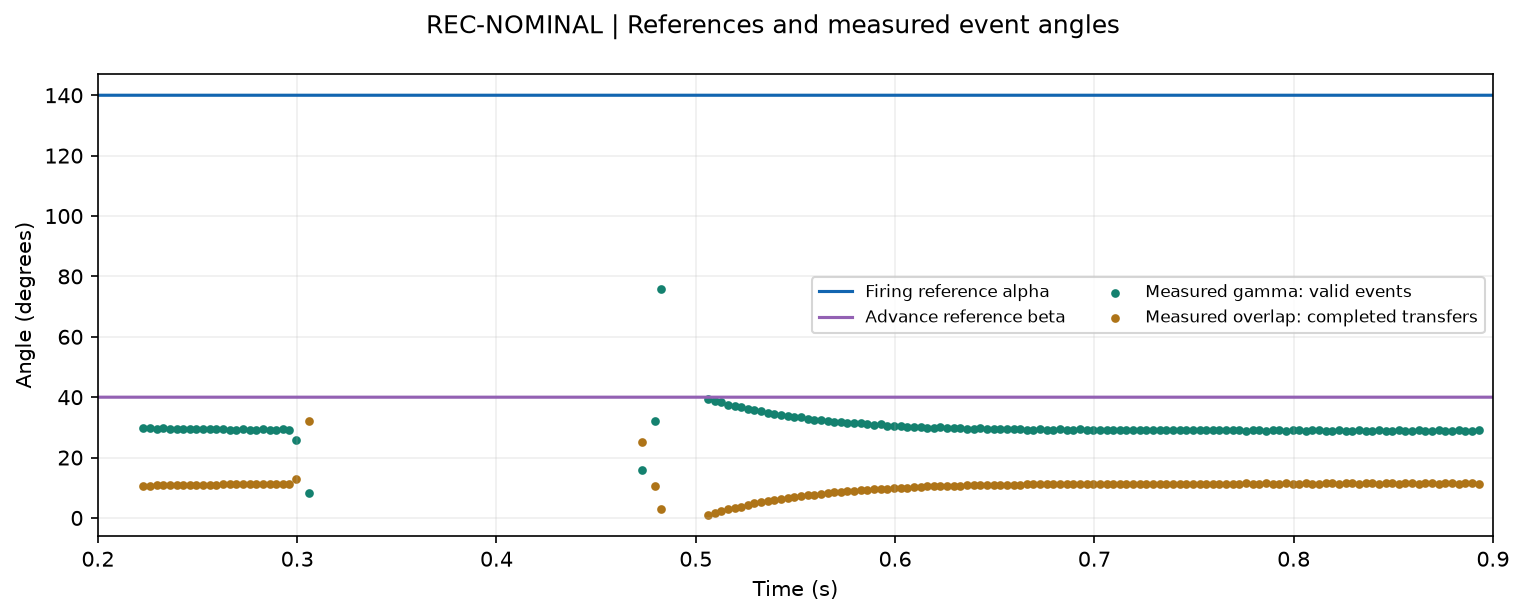 REC-NOMINAL | References and measured event angles
Angle (degrees)
140
120
100
80
60
40
20
0
Firing reference alpha
Advance reference beta
Measured gamma: valid events
Measured overlap: completed transfers
0.2 0.3 0.4 0.5 0.6 0.7 0.8 0.9
Time (s)